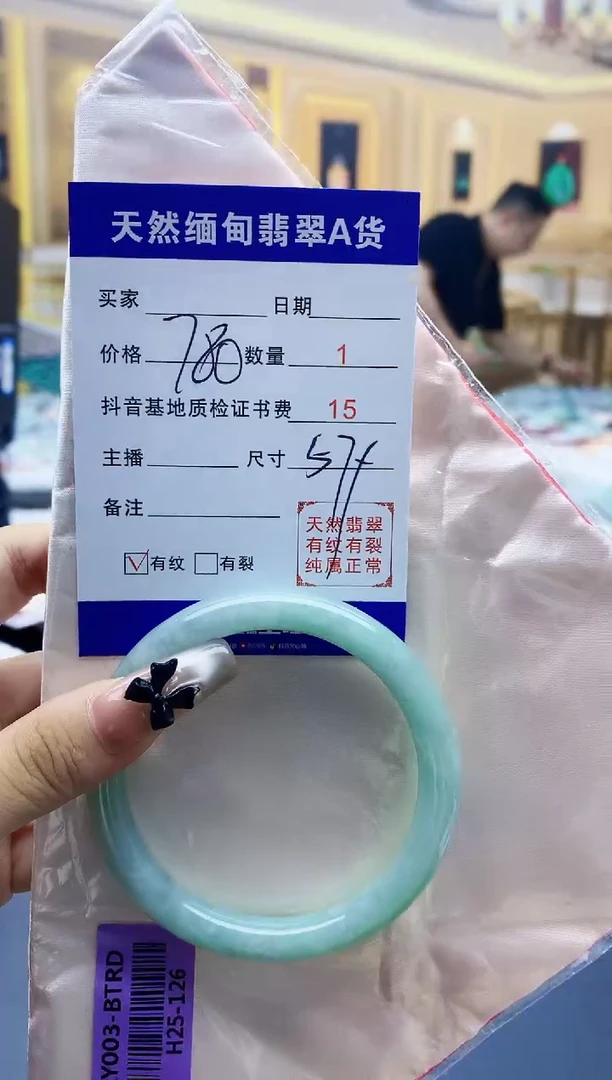 天然缅甸翡翠A货
买家 日期
价格 780 数量 1
抖音基地质检证书费 15
主播 尺寸 57+
备注
天然翡翠
有纹有裂
纯属正常
☑有纹 ☐有裂
Y003-BTRD
H25-126